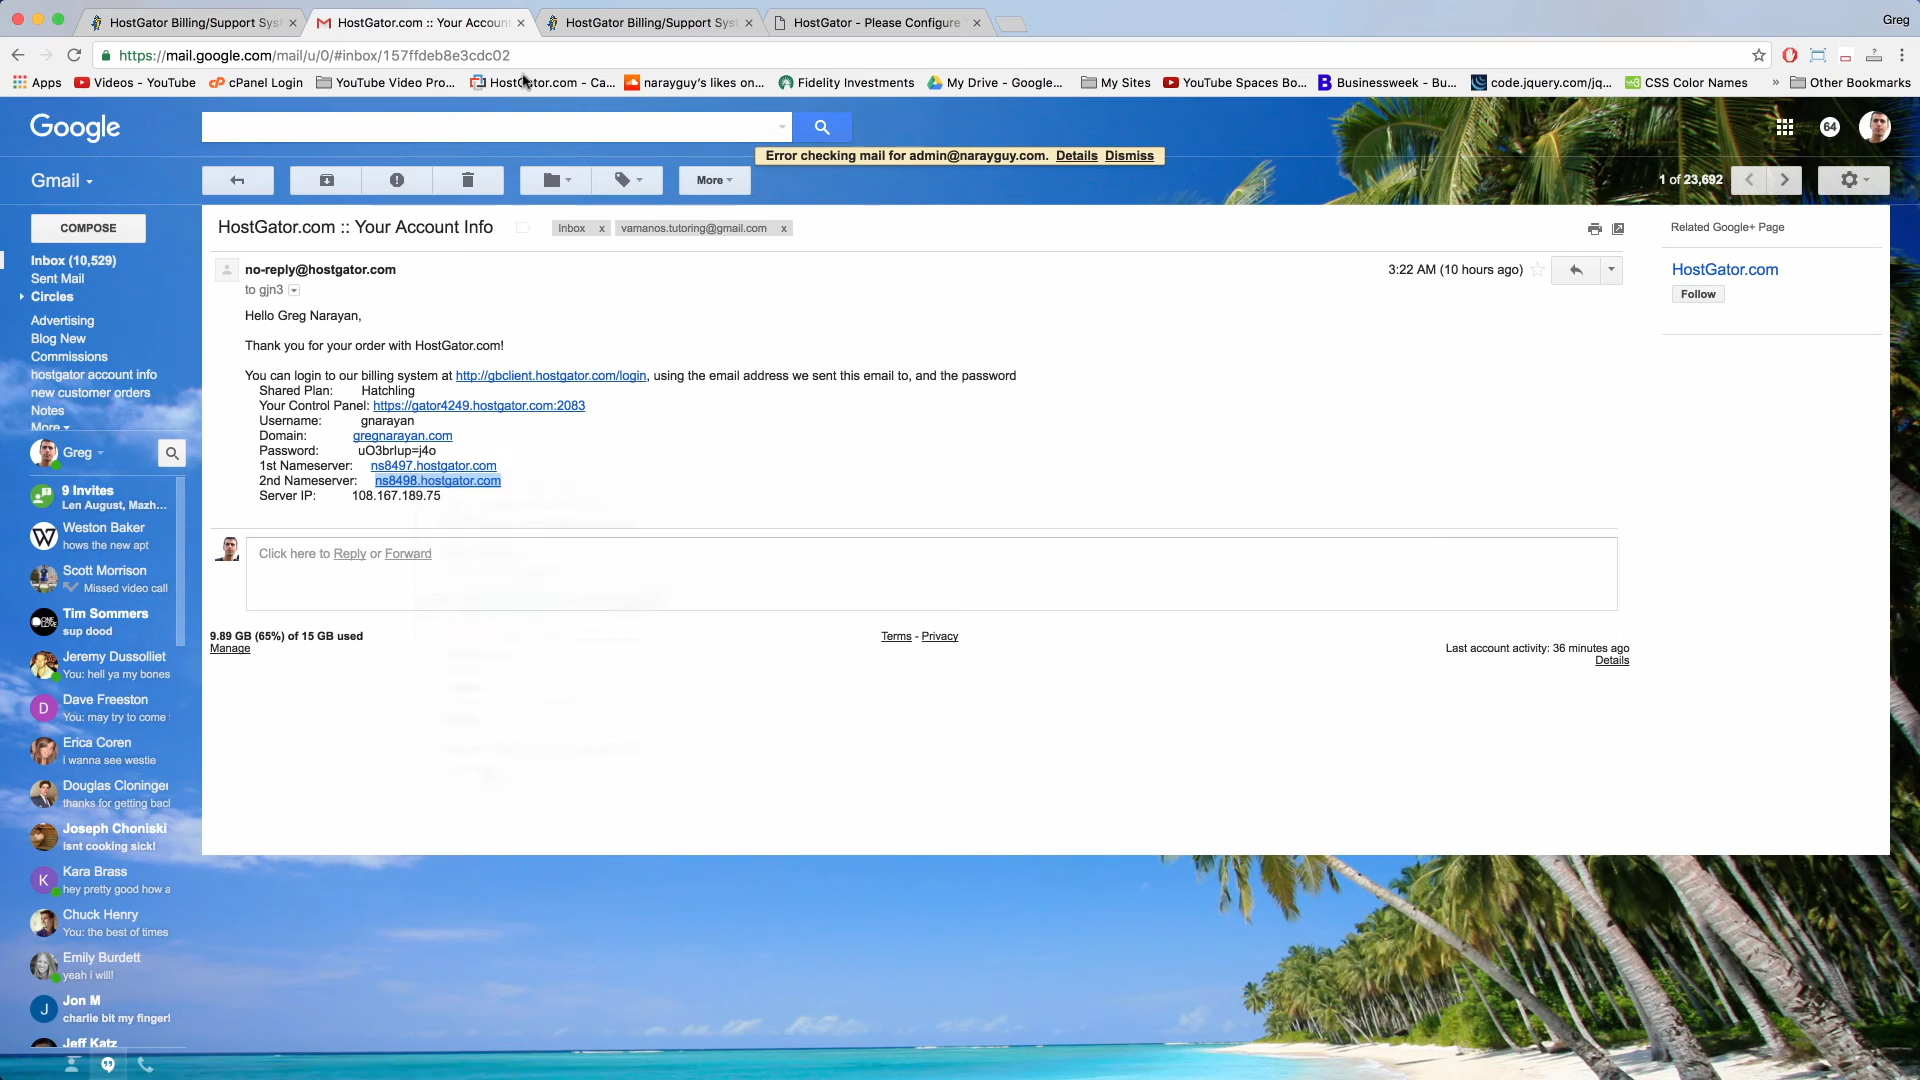 HostGator Billing/Support Syst
HostGator.com :: Your Account
HostGator Billing/Support Syst
HostGator - Please Configure
Greg
https://mail.google.com/mail/u/0/#inbox/157ffdeb8e3cdc02
Apps
Videos - YouTube
cPanel Login
YouTube Video Pro...
HostGator.com - Ca...
narayguy's likes on...
Fidelity Investments
My Drive - Google...
My Sites
YouTube Spaces Bo...
Businessweek - Bu...
code.jquery.com/jq...
CSS Color Names
»
Other Bookmarks
Google
64
Error checking mail for admin@narayguy.com. Details Dismiss
Gmail
More
1 of 23,692
COMPOSE
Inbox (10,529)
Sent Mail
Circles
Advertising
Blog New
Commissions
hostgator account info
new customer orders
Notes
More
Greg
9 Invites
Len August, Mazh...
Weston Baker
hows the new apt
Scott Morrison
Missed video call
Tim Sommers
sup dood
Jeremy Dussolliet
You: hell ya my bones
D
Dave Freeston
You: may try to come
Erica Coren
i wanna see westie
Douglas Cloninger
thanks for getting bacl
Joseph Choniski
isnt cooking sick!
K
Kara Brass
hey pretty good how a
Chuck Henry
You: the best of times
Emily Burdett
yeah i will!
J
Jon M
charlie bit my finger!
Jeff Katz
HostGator.com :: Your Account Info
Inbox x
vamanos.tutoring@gmail.com x
no-reply@hostgator.com
3:22 AM (10 hours ago)
to gjn3
Hello Greg Narayan,
Thank you for your order with HostGator.com!
You can login to our billing system at http://gbclient.hostgator.com/login, using the email address we sent this email to, and the password
Shared Plan: Hatchling
Your Control Panel: https://gator4249.hostgator.com:2083
Username: gnarayan
Domain: gregnarayan.com
Password: uO3brIup=j4o
1st Nameserver: ns8497.hostgator.com
2nd Nameserver: ns8498.hostgator.com
Server IP: 108.167.189.75
Click here to Reply or Forward
9.89 GB (65%) of 15 GB used
Manage
Terms - Privacy
Last account activity: 36 minutes ago
Details
Related Google+ Page
HostGator.com
Follow